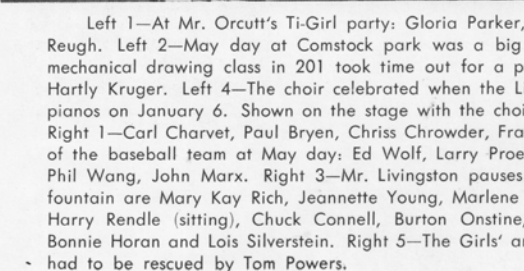 Left 1—At Mr. Orcutt's Ti-Girl party: Gloria Parker,
Reugh. Left 2—May day at Comstock park was a big
mechanical drawing class in 201 took time out for a p
Hartly Kruger. Left 4—The choir celebrated when the L
pianos on January 6. Shown on the stage with the choi
Right 1—Carl Charvet, Paul Bryen, Chriss Chrowder, Fra
of the baseball team at May day: Ed Wolf, Larry Proe
Phil Wang, John Marx. Right 3—Mr. Livingston pauses
fountain are Mary Kay Rich, Jeannette Young, Marlene
Harry Rendle (sitting), Chuck Connell, Burton Onstine,
Bonnie Horan and Lois Silverstein. Right 5—The Girls' a
had to be rescued by Tom Powers.